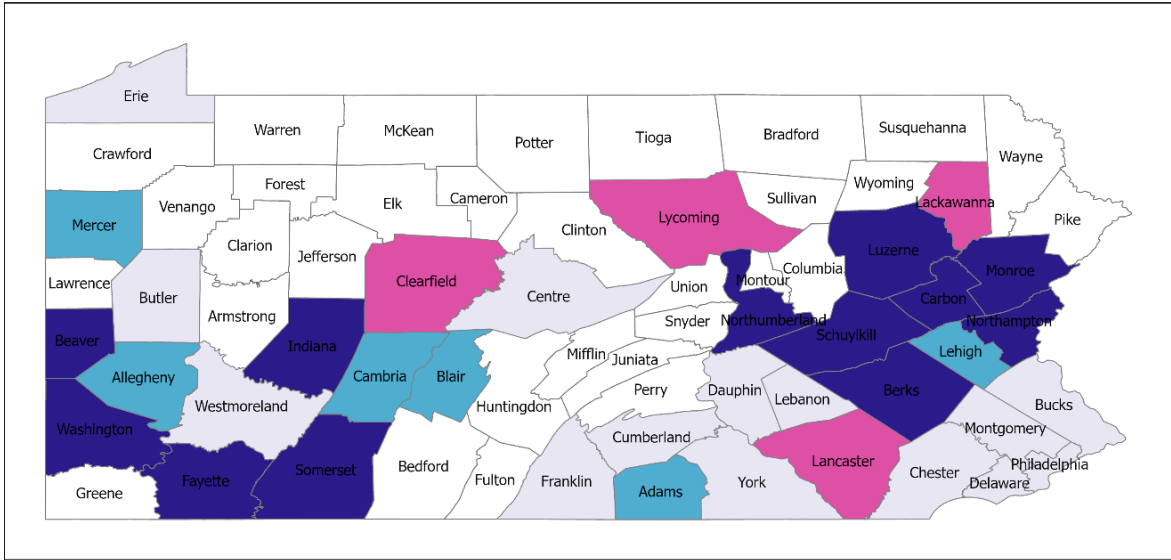 Erie
Warren
McKean
Potter
Tioga
Bradford
Susquehanna
Wayne
Crawford
Forest
Elk
Cameron
Sullivan
Wyoming
Lackawanna
Pike
Mercer
Venango
Clarion
Jefferson
Clinton
Lycoming
Luzerne
Monroe
Lawrence
Butler
Armstrong
Clearfield
Centre
Union
Montour
Columbia
Carbon
Beaver
Indiana
Snyder
Northumberland
Schuylkill
Northampton
Allegheny
Cambria
Blair
Mifflin
Juniata
Lehigh
Westmoreland
Huntingdon
Perry
Dauphin
Lebanon
Berks
Bucks
Washington
Cumberland
Montgomery
Greene
Fayette
Somerset
Bedford
Fulton
Franklin
Adams
York
Lancaster
Chester
Delaware
Philadelphia